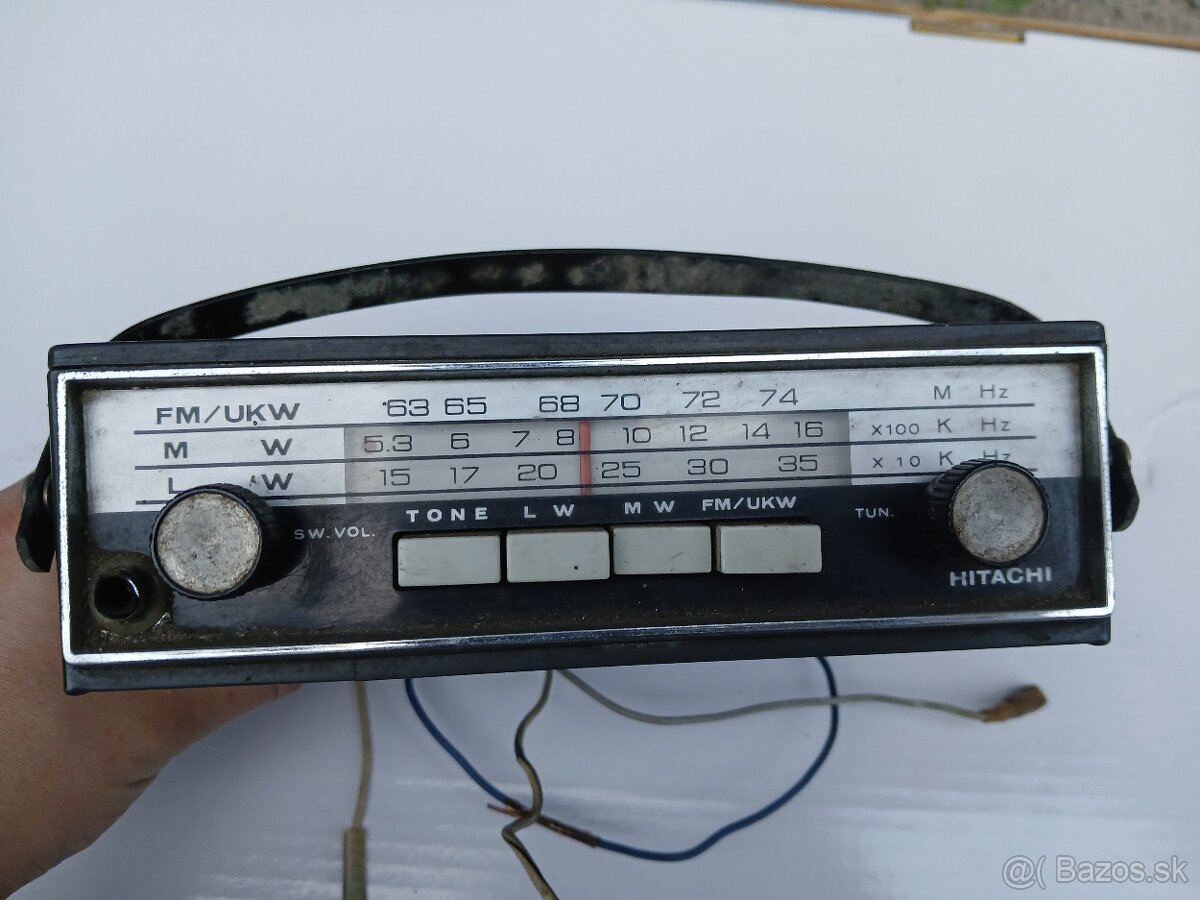 FM/UKW 63 65 68 70 72 74 M Hz
M W 5.3 6 7 8 10 12 14 16 X100 K Hz
L W 15 17 20 25 30 35 X 10 K Hz
TONE L W M W FM/UKW
SW. VOL. TUN.
HITACHI
@( Bazos.sk